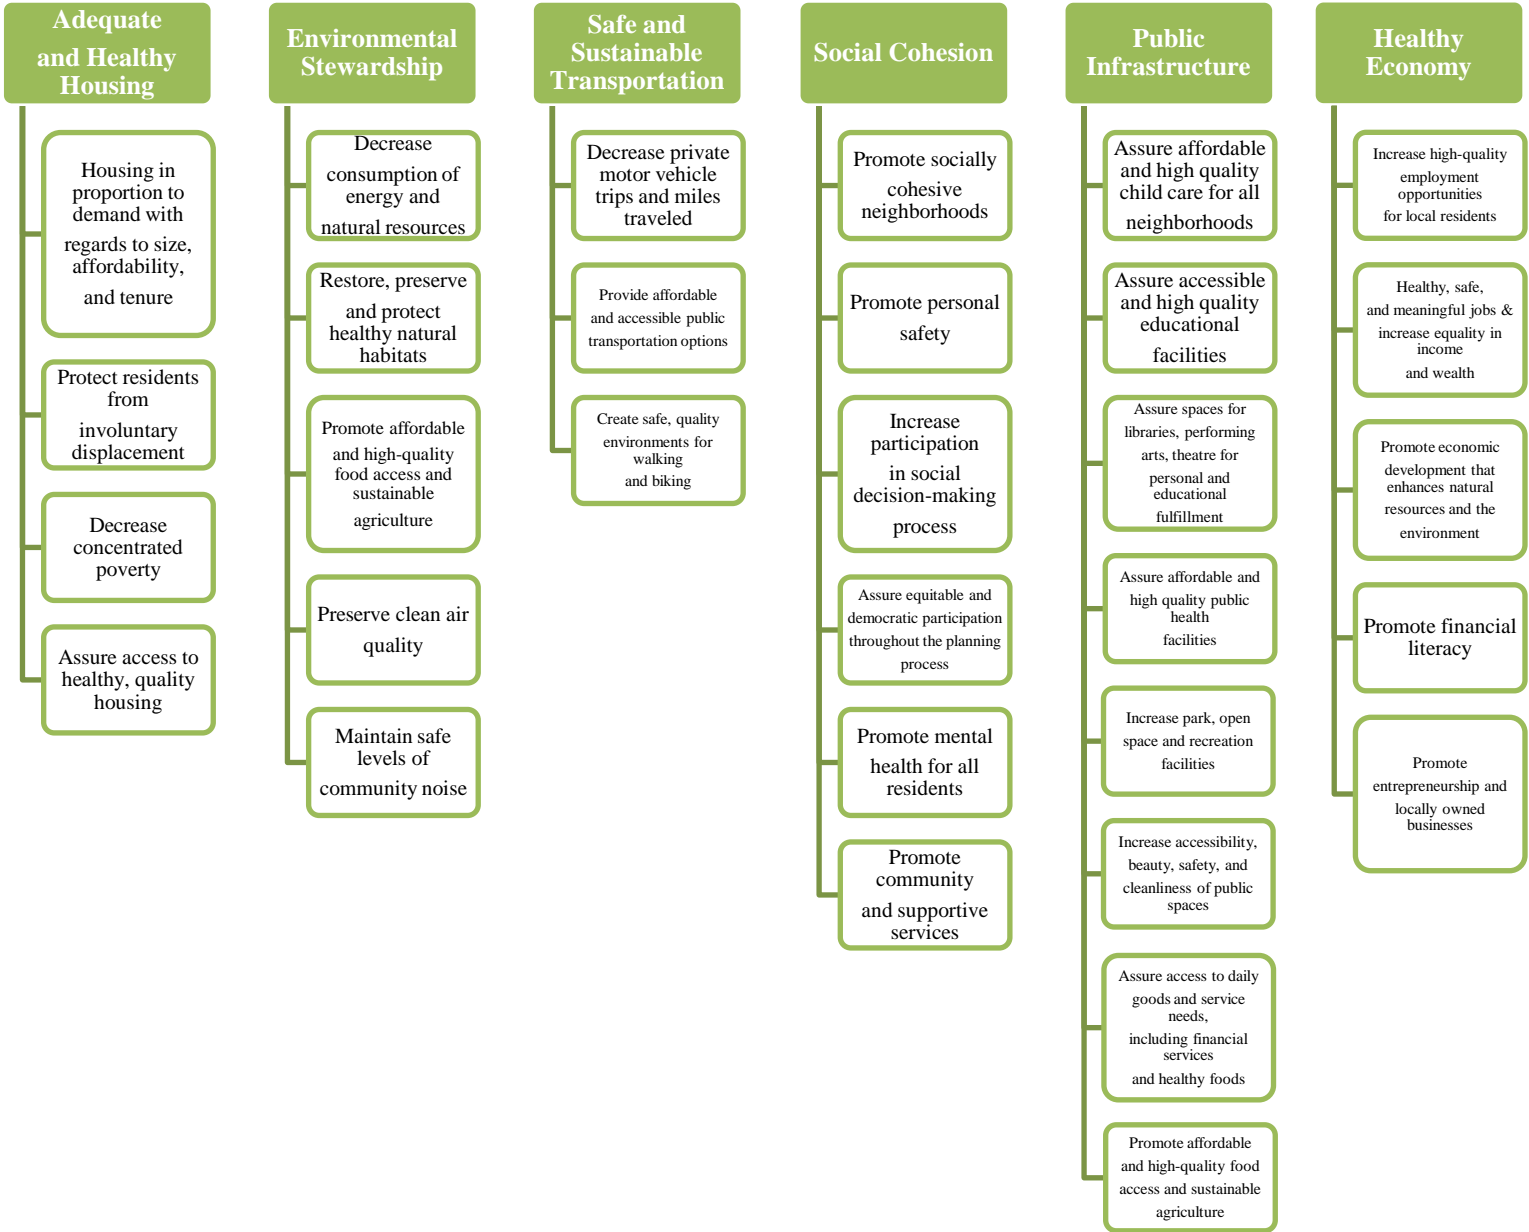 Adequate
and Healthy
Housing
Housing in
proportion to
demand with
regards to size,
affordability,
and tenure
Protect residents
from
involuntary
displacement
Decrease
concentrated
poverty
Assure access to
healthy, quality
housing
Environmental
Stewardship
Decrease
consumption of
energy and
natural resources
Restore, preserve
and protect
healthy natural
habitats
Promote affordable
and high-quality
food access and
sustainable
agriculture
Preserve clean air
quality
Maintain safe
levels of
community noise
Safe and
Sustainable
Transportation
Decrease private
motor vehicle
trips and miles
traveled
Provide affordable
and accessible public
transportation options
Create safe, quality
environments for
walking
and biking
Social Cohesion
Promote socially
cohesive
neighborhoods
Promote personal
safety
Increase
participation
in social
decision-making
process
Assure equitable and
democratic participation
throughout the planning
process
Promote mental
health for all
residents
Promote
community
and supportive
services
Public
Infrastructure
Assure affordable
and high quality
child care for all
neighborhoods
Assure accessible
and high quality
educational
facilities
Assure spaces for
libraries, performing
arts, theatre for
personal and
educational
fulfillment
Assure affordable and
high quality public
health
facilities
Increase park, open
space and recreation
facilities
Increase accessibility,
beauty, safety, and
cleanliness of public
spaces
Assure access to daily
goods and service
needs,
including financial
services
and healthy foods
Promote affordable
and high-quality food
access and sustainable
agriculture
Healthy
Economy
Increase high-quality
employment
opportunities
for local residents
Healthy, safe,
and meaningful jobs &
increase equality in
income
and wealth
Promote economic
development that
enhances natural
resources and the
environment
Promote financial
literacy
Promote
entrepreneurship and
locally owned
businesses